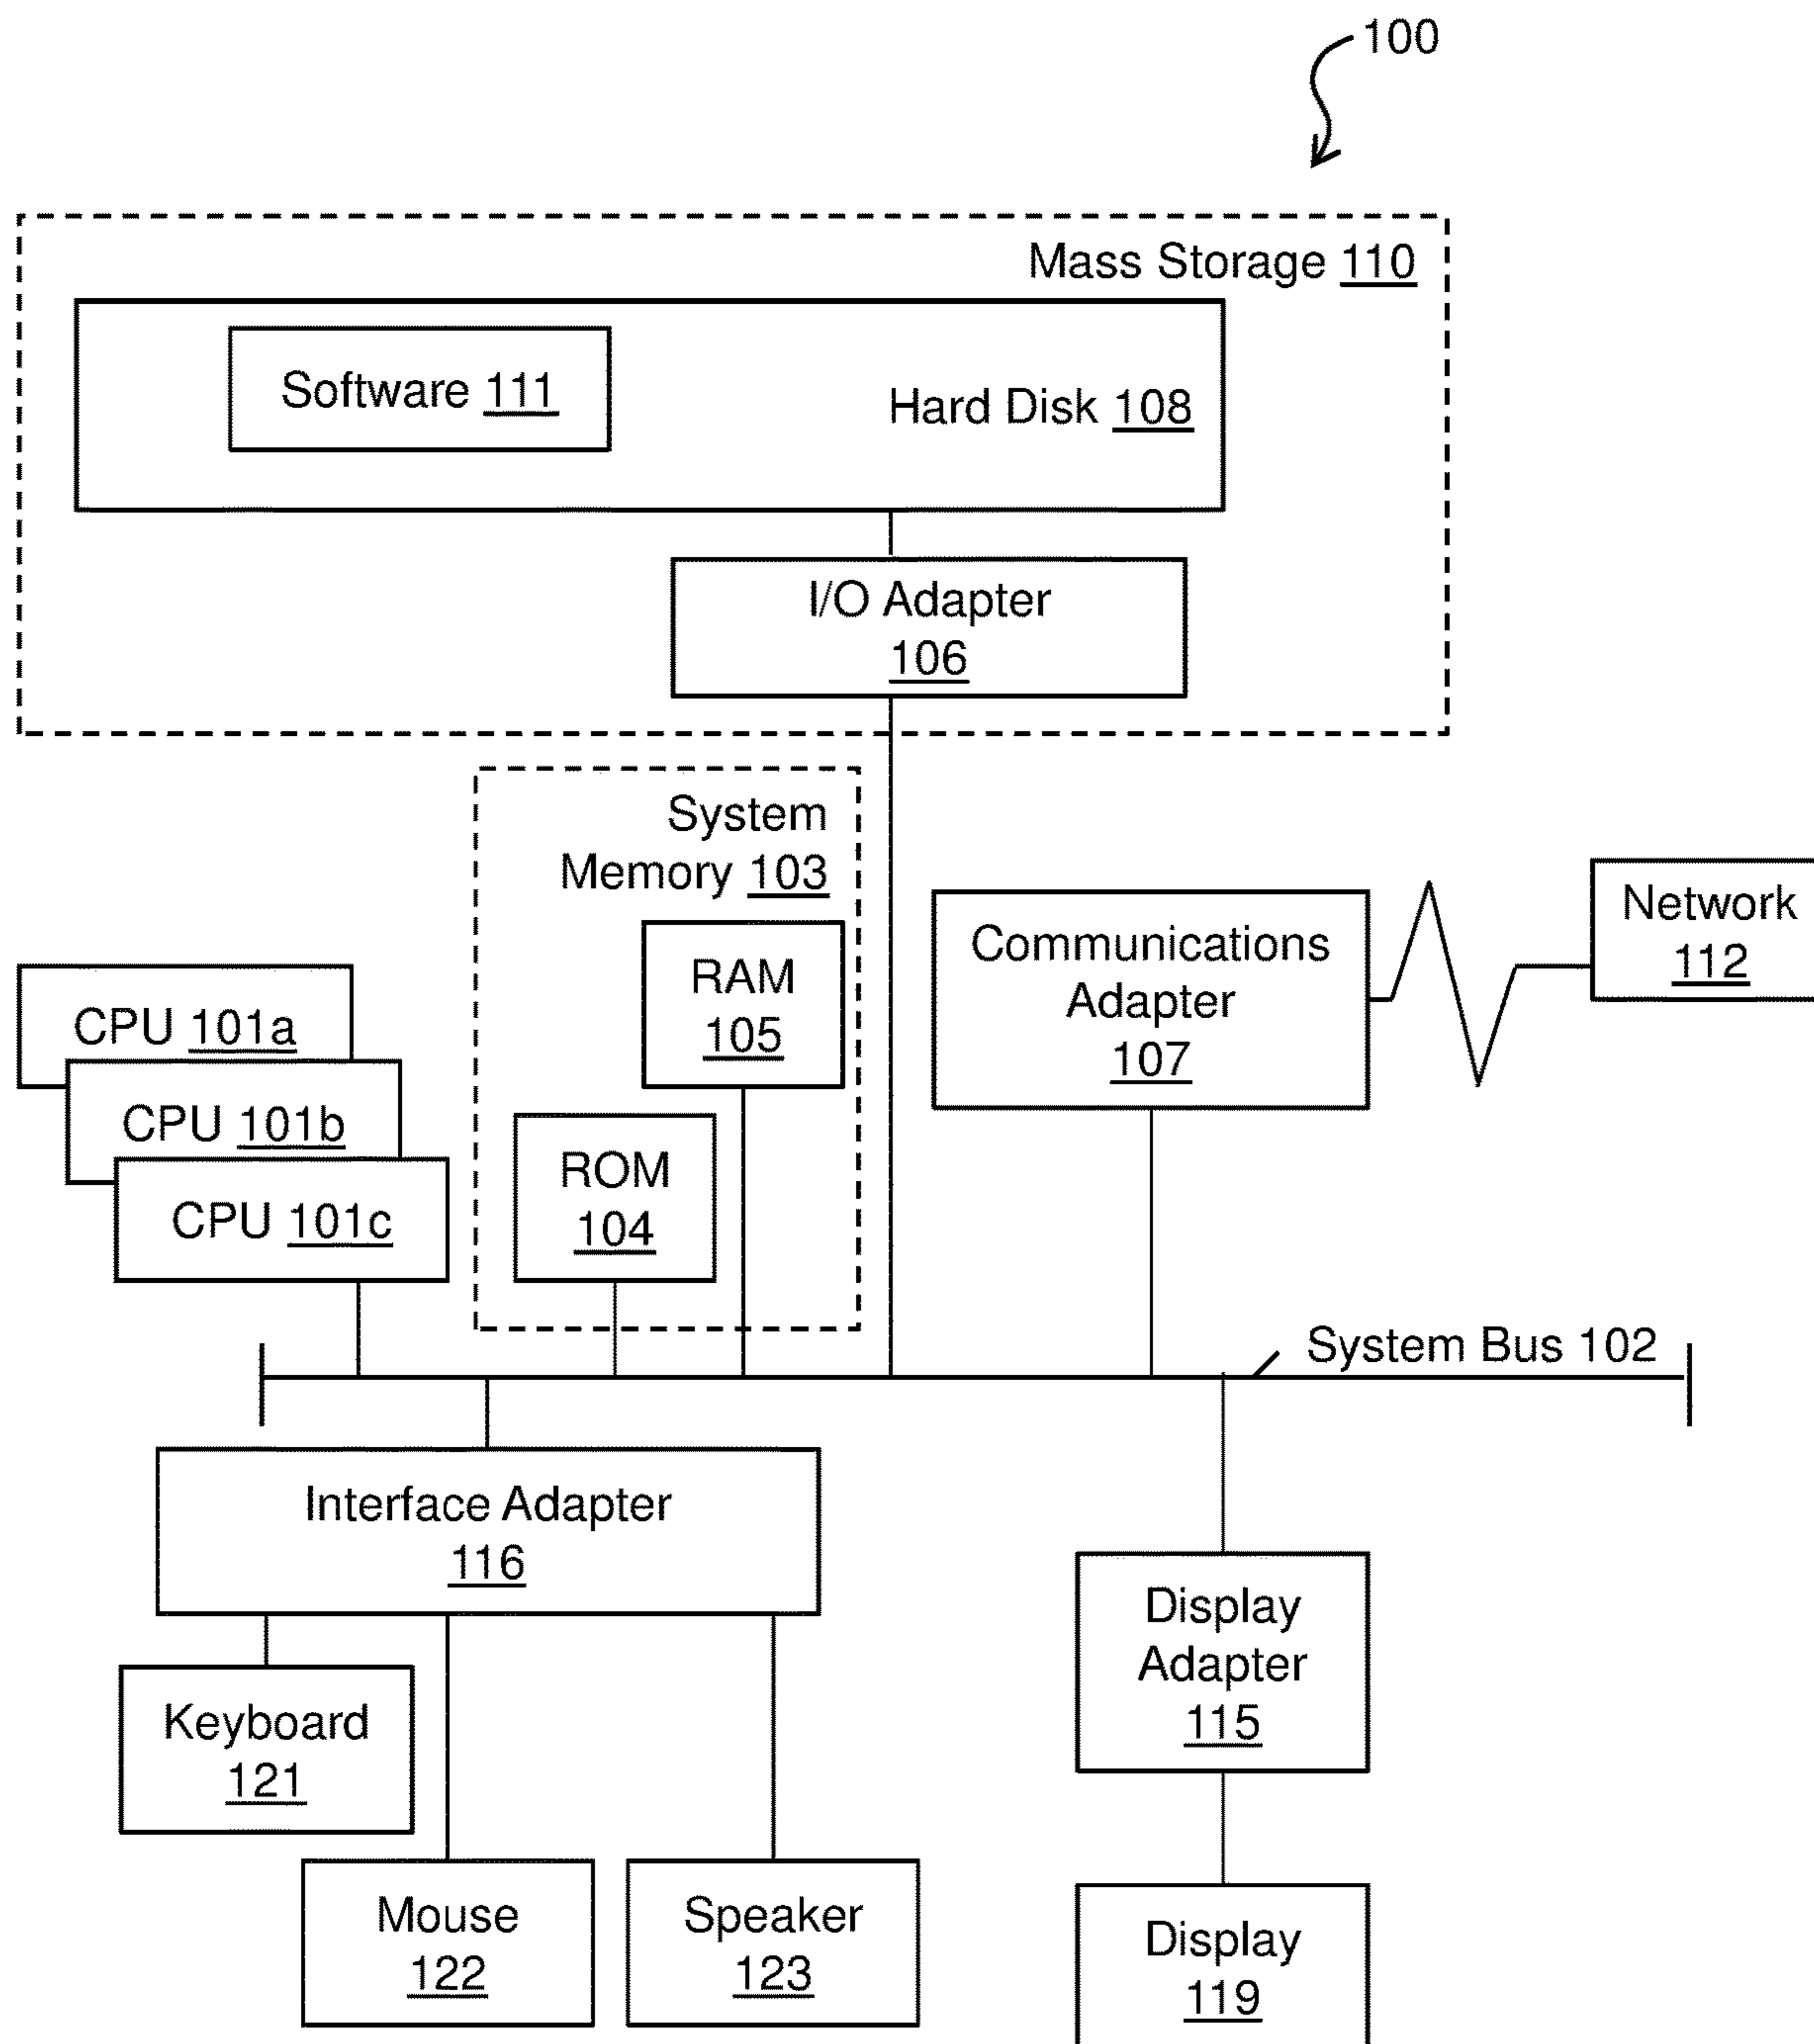 100
Mass Storage 110
Software 111
Hard Disk 108
I/O Adapter
106
System
Memory 103
RAM
105
ROM
104
CPU 101a
CPU 101b
CPU 101c
Communications
Adapter
107
Network
112
System Bus 102
Interface Adapter
116
Keyboard
121
Mouse
122
Speaker
123
Display
Adapter
115
Display
119